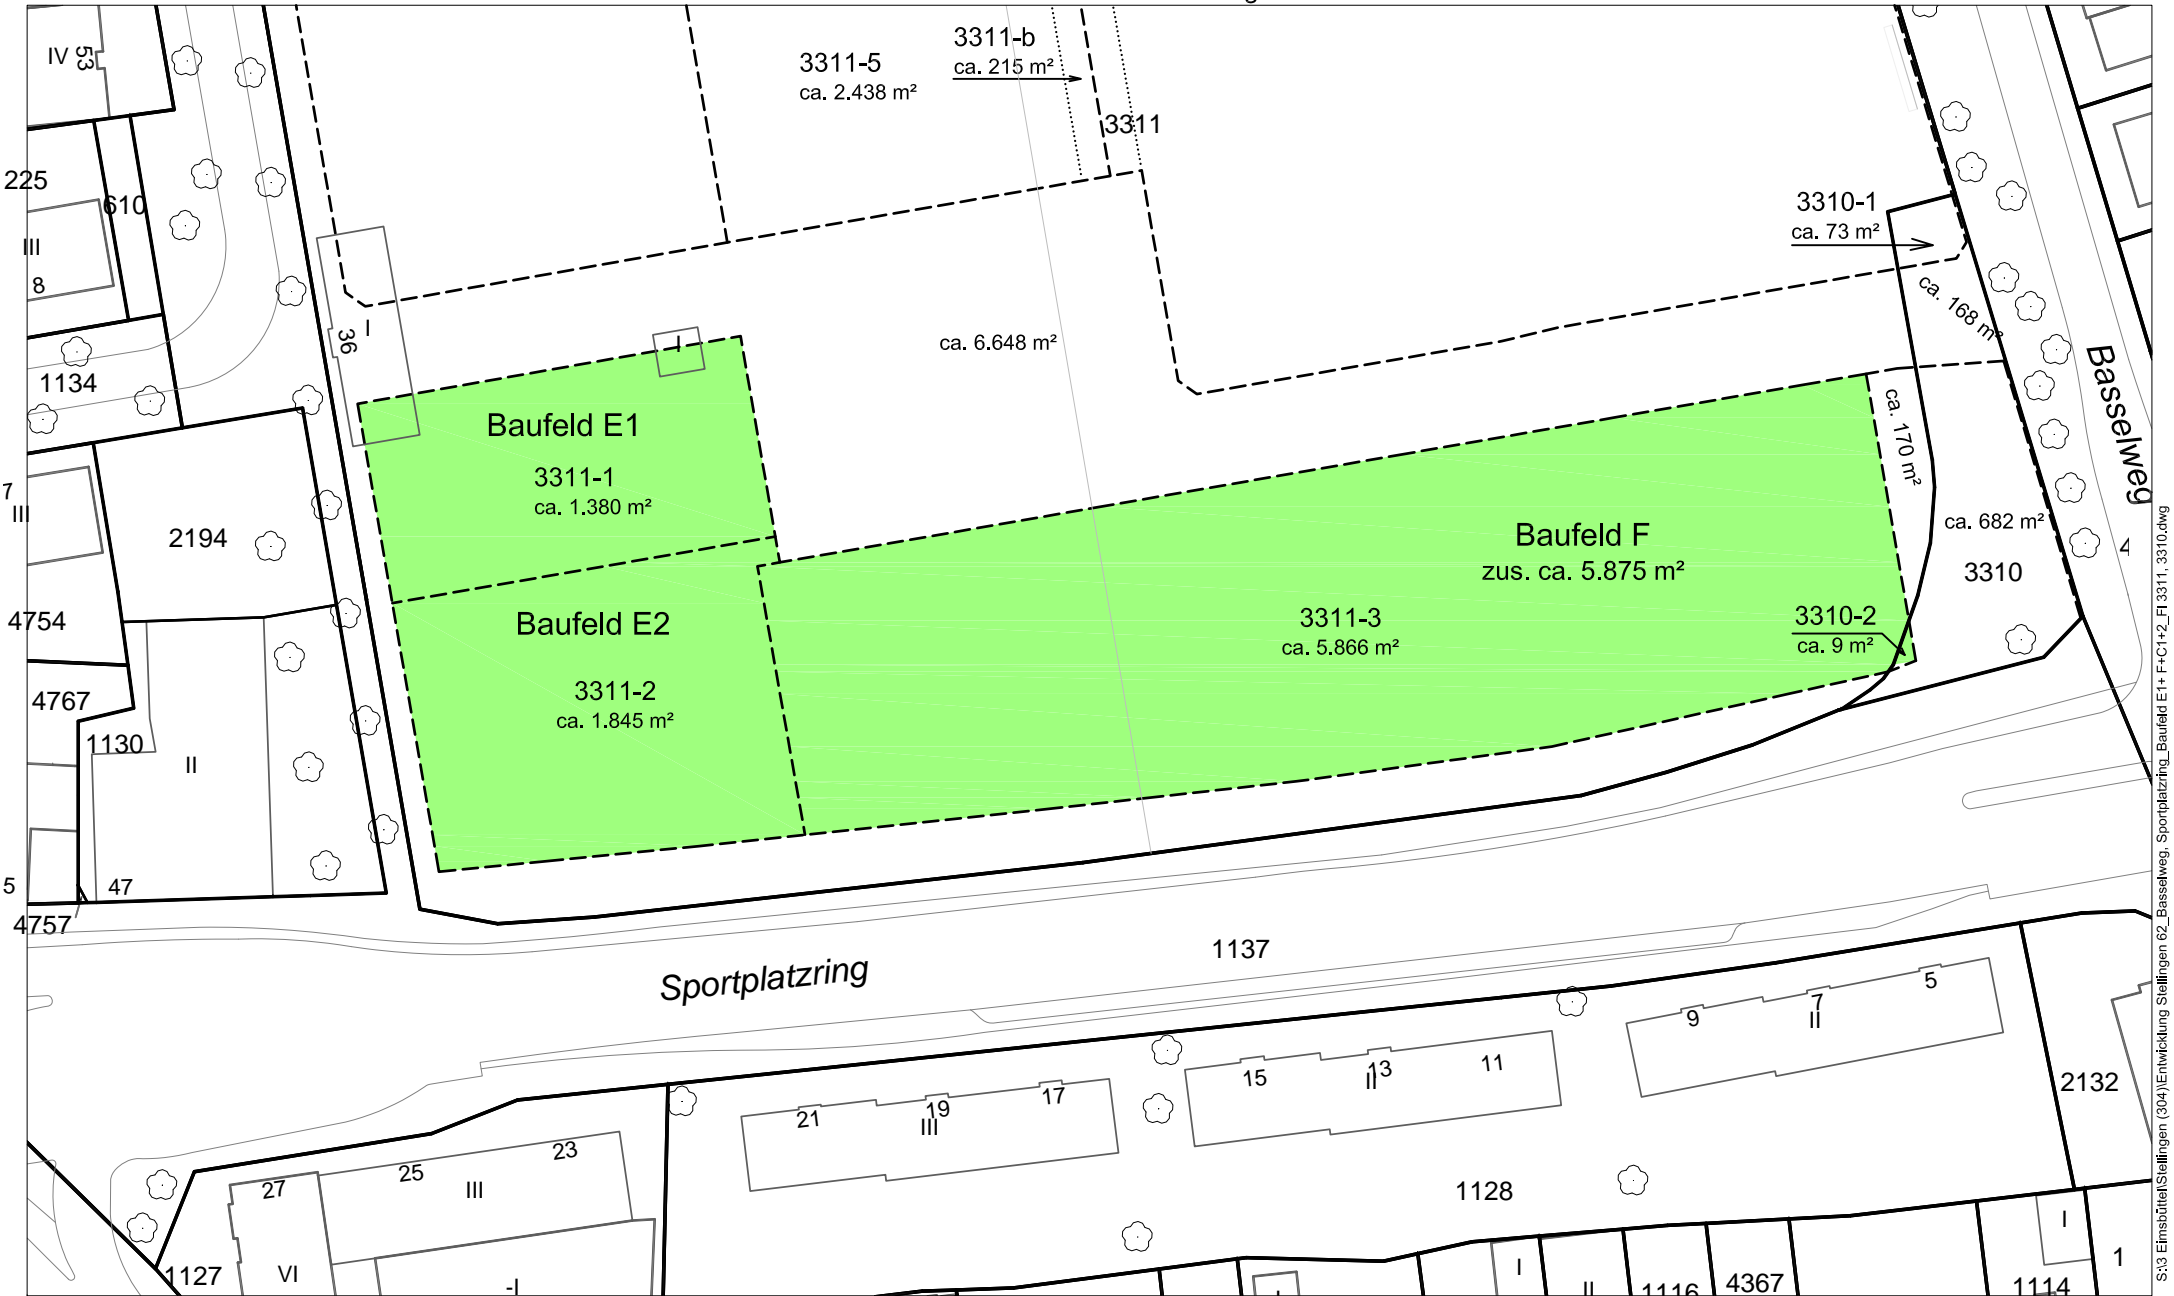 IV
53
3311-5
ca. 2.438 m²
3311-b
ca. 215 m²
3311
225
610
III
8
3310-1
ca. 73 m²
ca. 168 m²
36
I
I
ca. 6.648 m²
1134
Basselweg
Baufeld E1
3311-1
ca. 1.380 m²
ca. 170 m²
7
III
2194
Baufeld F
zus. ca. 5.875 m²
ca. 682 m²
3310
4
4754
Baufeld E2
3311-2
ca. 1.845 m²
3311-3
ca. 5.866 m²
3310-2
ca. 9 m²
4767
1130
II
5
47
4757
Sportplatzring
1137
9
7
II
5
15
13
II
11
21
19
III
17
2132
27
25
23
III
VI
-I
1127
1128
I
I
II
1116
4367
1114
1
S:\3 Eimsbüttel\Stellingen (304)\Entwicklung Stellingen 62_Basselweg, Sportplatzring_Baufeld E1+ F+C1+2_Fl 3311, 3310.dwg